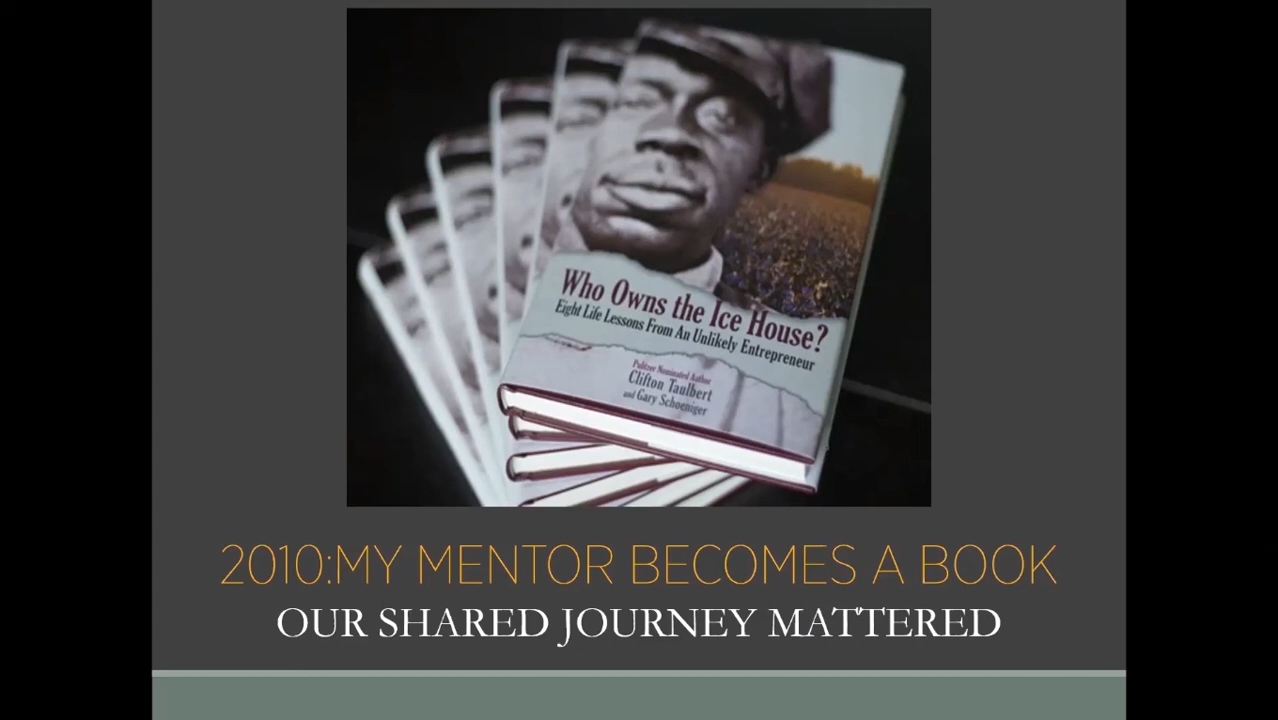 Who Owns the Ice House?
Eight Life Lessons From An Unlikely Entrepreneur
Pulitzer Nominated Author
Clifton Taulbert
and Gary Schoeniger
2010:MY MENTOR BECOMES A BOOK
OUR SHARED JOURNEY MATTERED